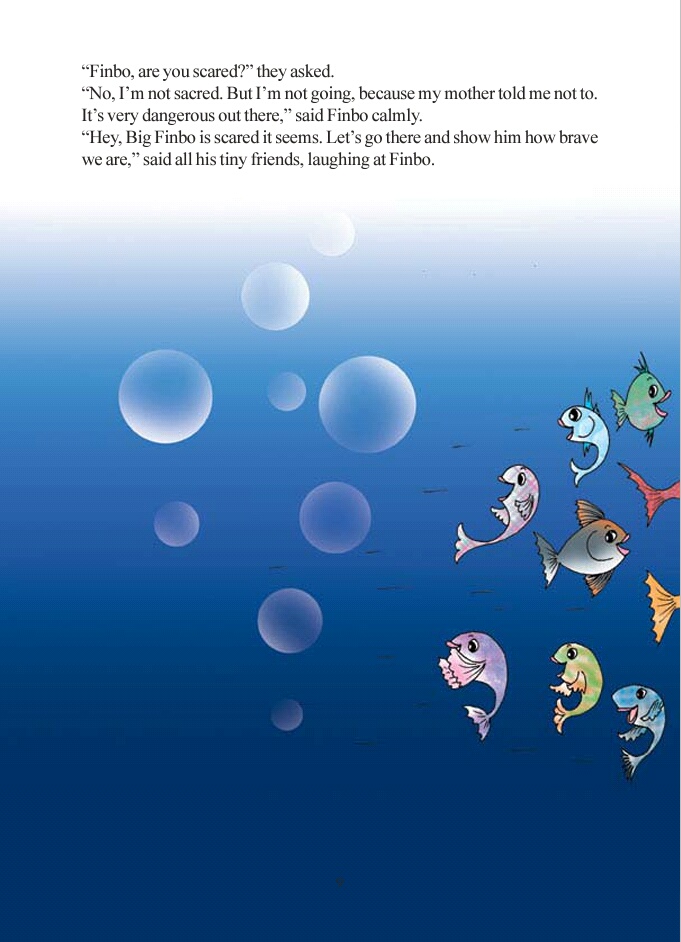 “Finbo, are you scared?” they asked.
“No, I’m not sacred. But I’m not going, because my mother told me not to.
It’s very dangerous out there,” said Finbo calmly.
“Hey, Big Finbo is scared it seems. Let’s go there and show him how brave
we are,” said all his tiny friends, laughing at Finbo.